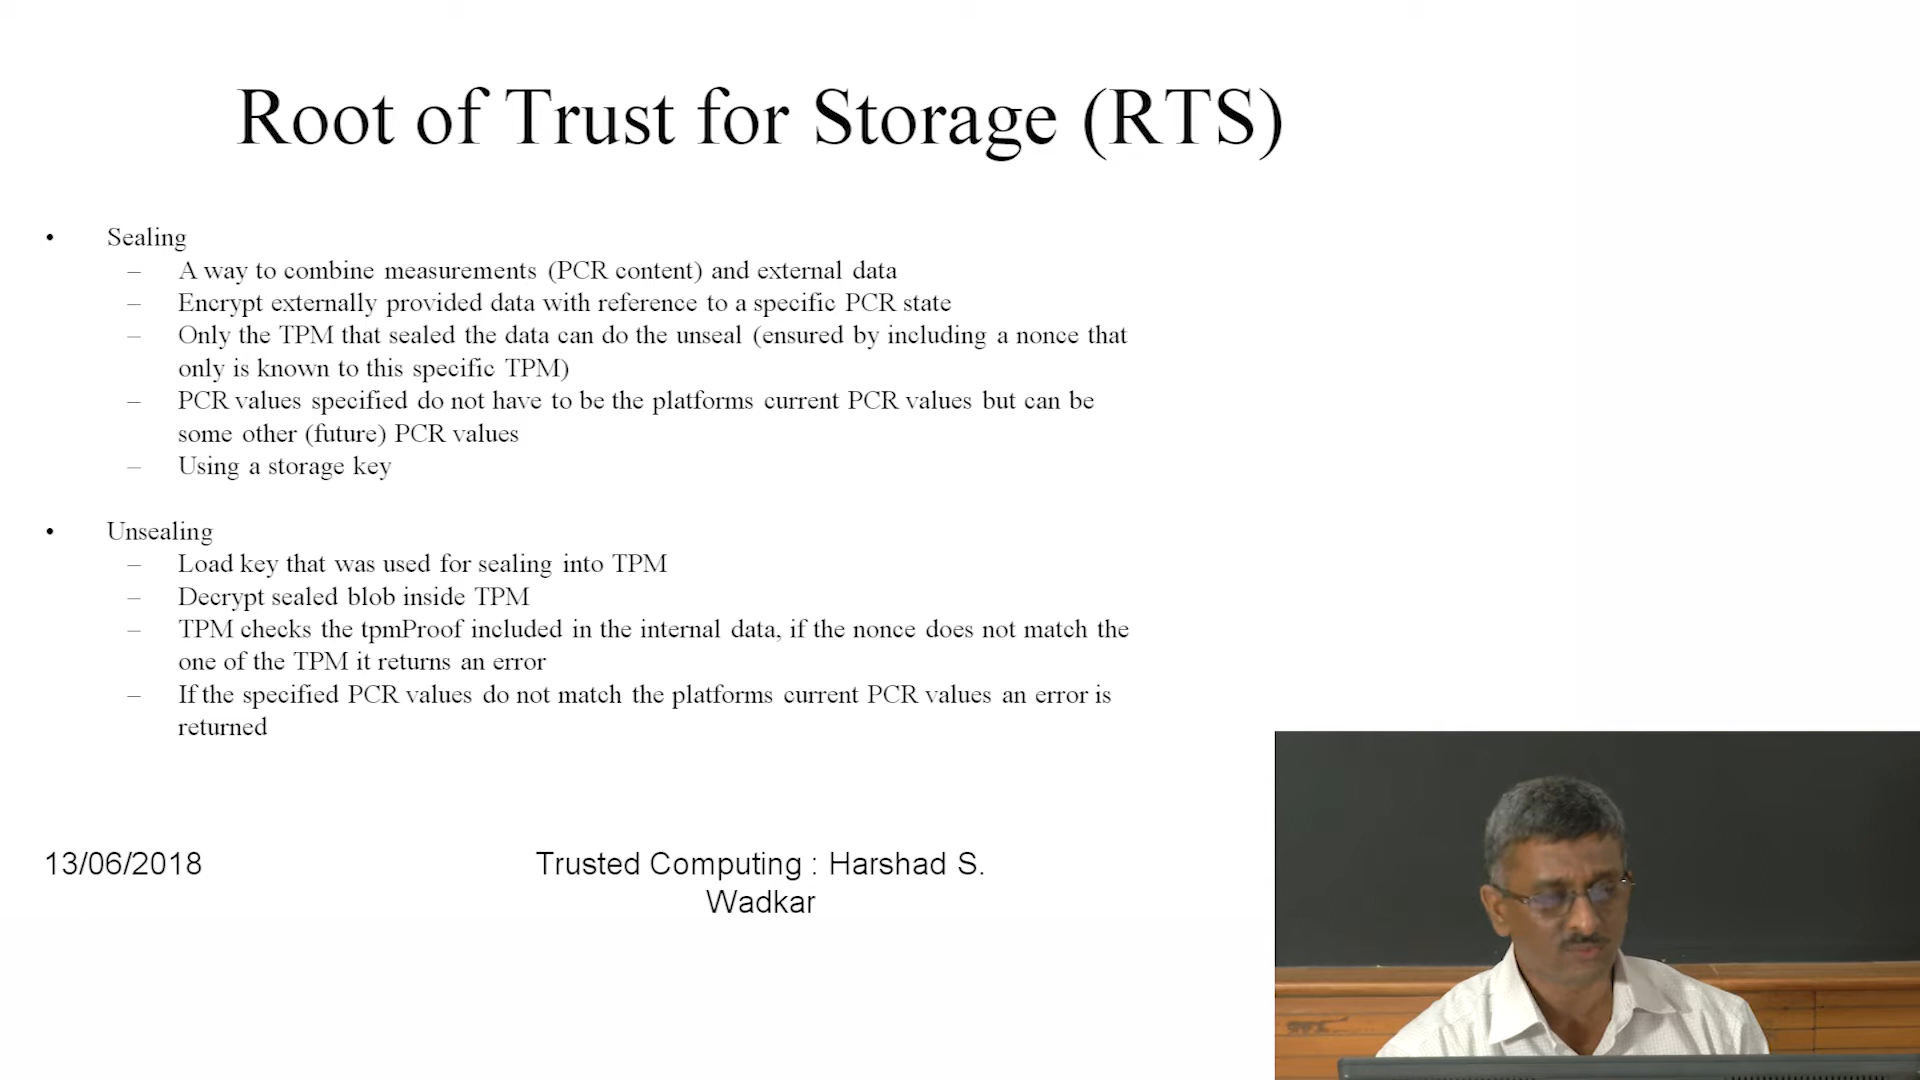 Root of Trust for Storage (RTS)
• Sealing
– A way to combine measurements (PCR content) and external data
– Encrypt externally provided data with reference to a specific PCR state
– Only the TPM that sealed the data can do the unseal (ensured by including a nonce that
only is known to this specific TPM)
– PCR values specified do not have to be the platforms current PCR values but can be
some other (future) PCR values
– Using a storage key
• Unsealing
– Load key that was used for sealing into TPM
– Decrypt sealed blob inside TPM
– TPM checks the tpmProof included in the internal data, if the nonce does not match the
one of the TPM it returns an error
– If the specified PCR values do not match the platforms current PCR values an error is
returned
13/06/2018
Trusted Computing : Harshad S.
Wadkar